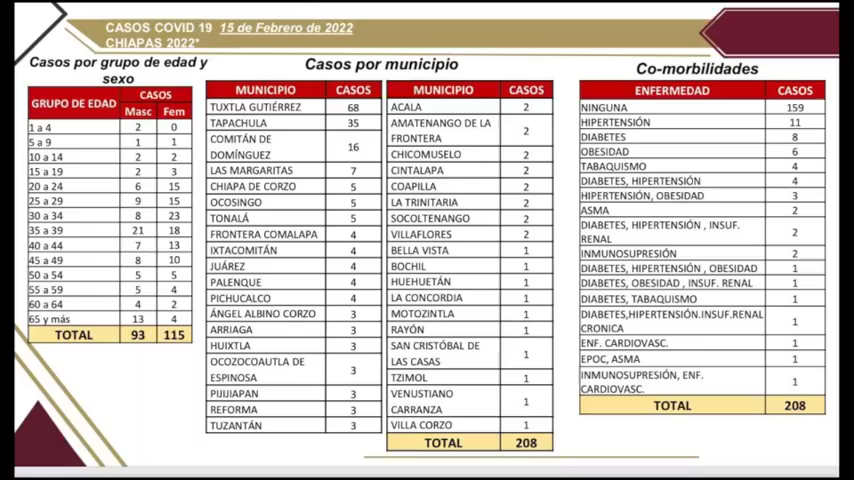 CASOS COVID 19 15 de Febrero de 2022
CHIAPAS 2022*
Casos por grupo de edad y
sexo
GRUPO DE EDAD CASOS
Masc Fem
1 a 4 2 0
5 a 9 1 1
10 a 14 2 2
15 a 19 2 3
20 a 24 6 15
25 a 29 9 15
30 a 34 8 23
35 a 39 21 18
40 a 44 7 13
45 a 49 8 10
50 a 54 5 5
55 a 59 5 4
60 a 64 4 2
65 y más 13 4
TOTAL 93 115
Casos por municipio
MUNICIPIO CASOS
TUXTLA GUTIÉRREZ 68
TAPACHULA 35
COMITÁN DE
DOMÍNGUEZ 16
LAS MARGARITAS 7
CHIAPA DE CORZO 5
OCOSINGO 5
TONALÁ 5
FRONTERA COMALAPA 4
IXTACOMITÁN 4
JUÁREZ 4
PALENQUE 4
PICHUCALCO 4
ÁNGEL ALBINO CORZO 3
ARRIAGA 3
HUIXTLA 3
OCOZOCOAUTLA DE
ESPINOSA 3
PIJIJIAPAN 3
REFORMA 3
TUZANTÁN 3
MUNICIPIO CASOS
ACALA 2
AMATENANGO DE LA
FRONTERA 2
CHICOMUSELO 2
CINTALAPA 2
COAPILLA 2
LA TRINITARIA 2
SOCOLTENANGO 2
VILLAFLORES 2
BELLA VISTA 1
BOCHIL 1
HUEHUETÁN 1
LA CONCORDIA 1
MOTOZINTLA 1
RAYÓN 1
SAN CRISTÓBAL DE
LAS CASAS 1
TZIMOL 1
VENUSTIANO
CARRANZA 1
VILLA CORZO 1
TOTAL 208
Co-morbilidades
ENFERMEDAD CASOS
NINGUNA 159
HIPERTENSIÓN 11
DIABETES 8
OBESIDAD 6
TABAQUISMO 4
DIABETES, HIPERTENSIÓN 4
HIPERTENSIÓN, OBESIDAD 3
ASMA 2
DIABETES, HIPERTENSIÓN , INSUF.
RENAL 2
INMUNOSUPRESIÓN 2
DIABETES, HIPERTENSIÓN , OBESIDAD 1
DIABETES, OBESIDAD , INSUF. RENAL 1
DIABETES, TABAQUISMO 1
DIABETES,HIPERTENSIÓN.INSUF.RENAL
CRONICA 1
ENF. CARDIOVASC. 1
EPOC, ASMA 1
INMUNOSUPRESIÓN, ENF.
CARDIOVASC. 1
TOTAL 208